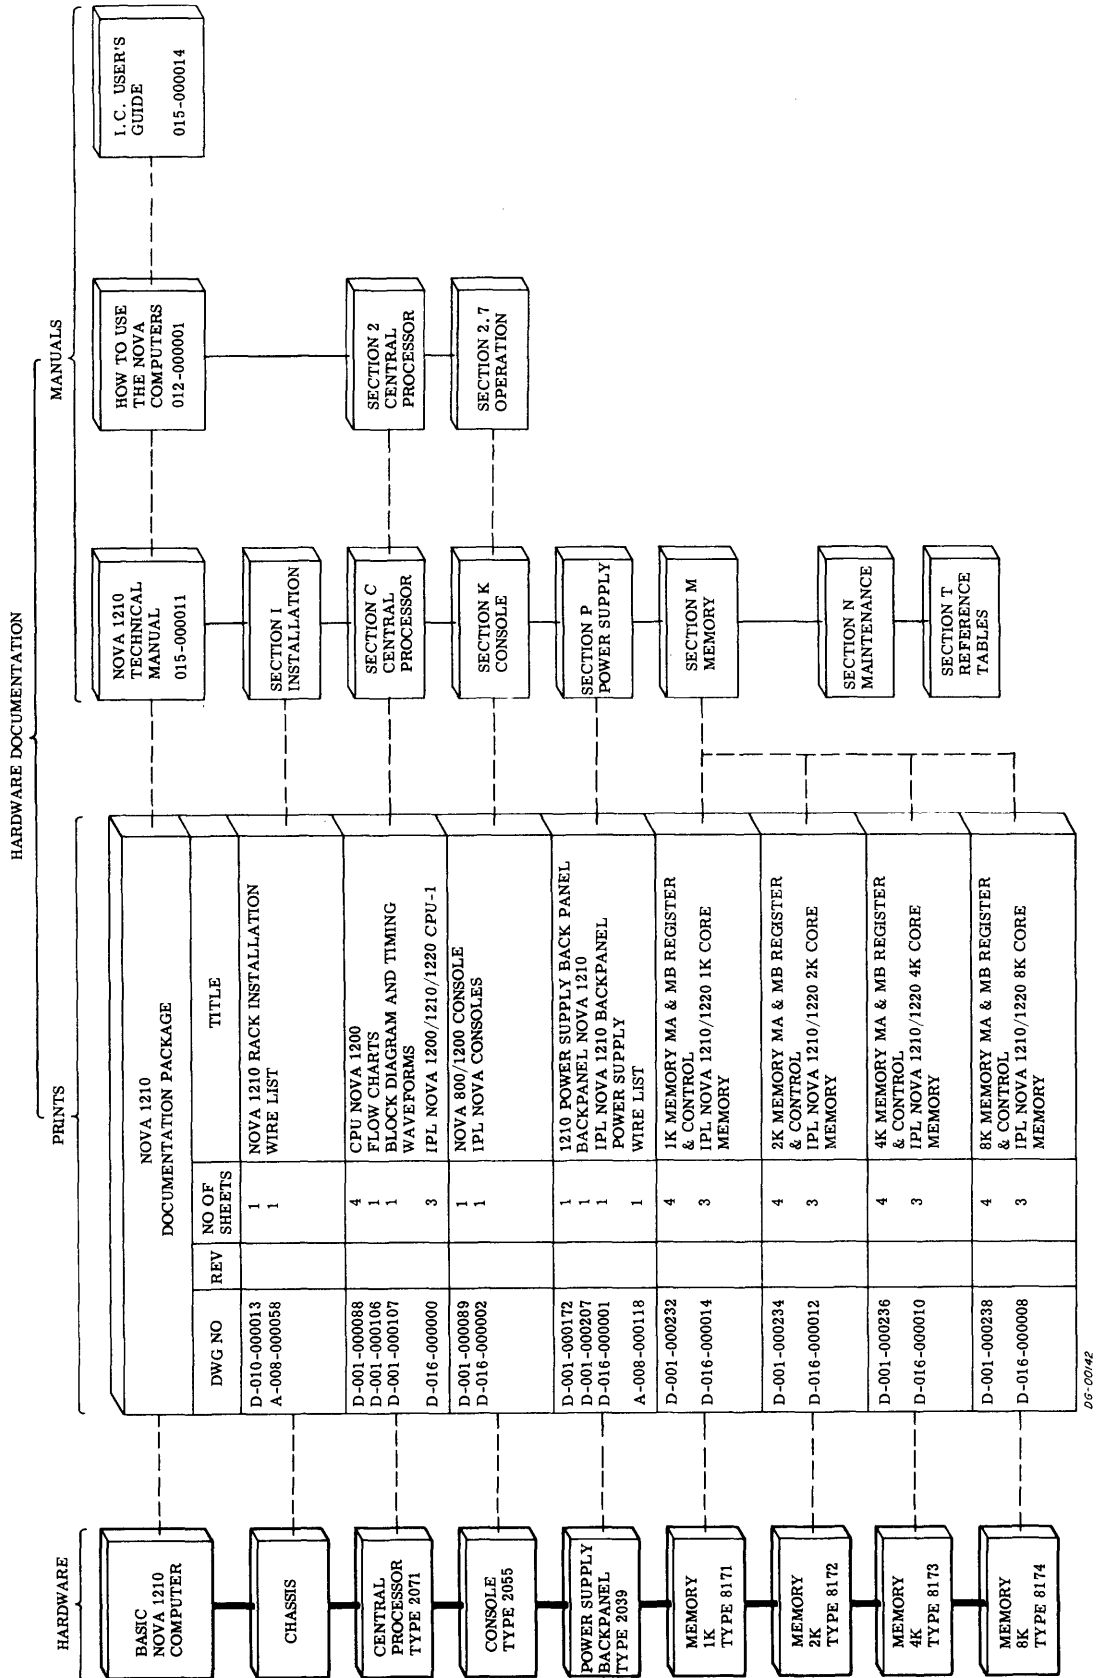 HARDWARE DOCUMENTATION
HARDWARE
PRINTS
MANUALS
BASIC
NOVA 1210
COMPUTER
CHASSIS
CENTRAL
PROCESSOR
TYPE 2071
CONSOLE
TYPE 2055
POWER SUPPLY
BACKPANEL
TYPE 2039
MEMORY
1K
TYPE 8171
MEMORY
2K
TYPE 8172
MEMORY
4K
TYPE 8173
MEMORY
8K
TYPE 8174
NOVA 1210
DOCUMENTATION PACKAGE
DWG NO
REV
NO OF
SHEETS
TITLE
D-010-000013 1 NOVA 1210 RACK INSTALLATION
A-008-000058 1 WIRE LIST
D-001-000088 4 CPU NOVA 1200
D-001-000106 1 FLOW CHARTS
D-001-000107 1 BLOCK DIAGRAM AND TIMING
WAVEFORMS
D-016-000000 3 IPL NOVA 1200/1210/1220 CPU-1
D-001-000089 1 NOVA 800/1200 CONSOLE
D-016-000002 1 IPL NOVA CONSOLES
D-001-000172 1 1210 POWER SUPPLY BACK PANEL
D-001-000207 1 BACKPANEL NOVA 1210
D-016-000001 1 IPL NOVA 1210 BACKPANEL
POWER SUPPLY
A-008-000118 1 WIRE LIST
D-001-000232 4 1K MEMORY MA & MB REGISTER
& CONTROL
D-016-000014 3 IPL NOVA 1210/1220 1K CORE
MEMORY
D-001-000234 4 2K MEMORY MA & MB REGISTER
& CONTROL
D-016-000012 3 IPL NOVA 1210/1220 2K CORE
MEMORY
D-001-000236 4 4K MEMORY MA & MB REGISTER
& CONTROL
D-016-000010 3 IPL NOVA 1210/1220 4K CORE
MEMORY
D-001-000238 4 8K MEMORY MA & MB REGISTER
& CONTROL
D-016-000008 3 IPL NOVA 1210/1220 8K CORE
MEMORY
NOVA 1210
TECHNICAL
MANUAL
015-000011
SECTION I
INSTALLATION
SECTION C
CENTRAL
PROCESSOR
SECTION K
CONSOLE
SECTION P
POWER SUPPLY
SECTION M
MEMORY
SECTION N
MAINTENANCE
SECTION T
REFERENCE
TABLES
HOW TO USE
THE NOVA
COMPUTERS
012-000001
SECTION 2
CENTRAL
PROCESSOR
SECTION 2.7
OPERATION
I.C. USER'S
GUIDE
015-000014
DG-00142